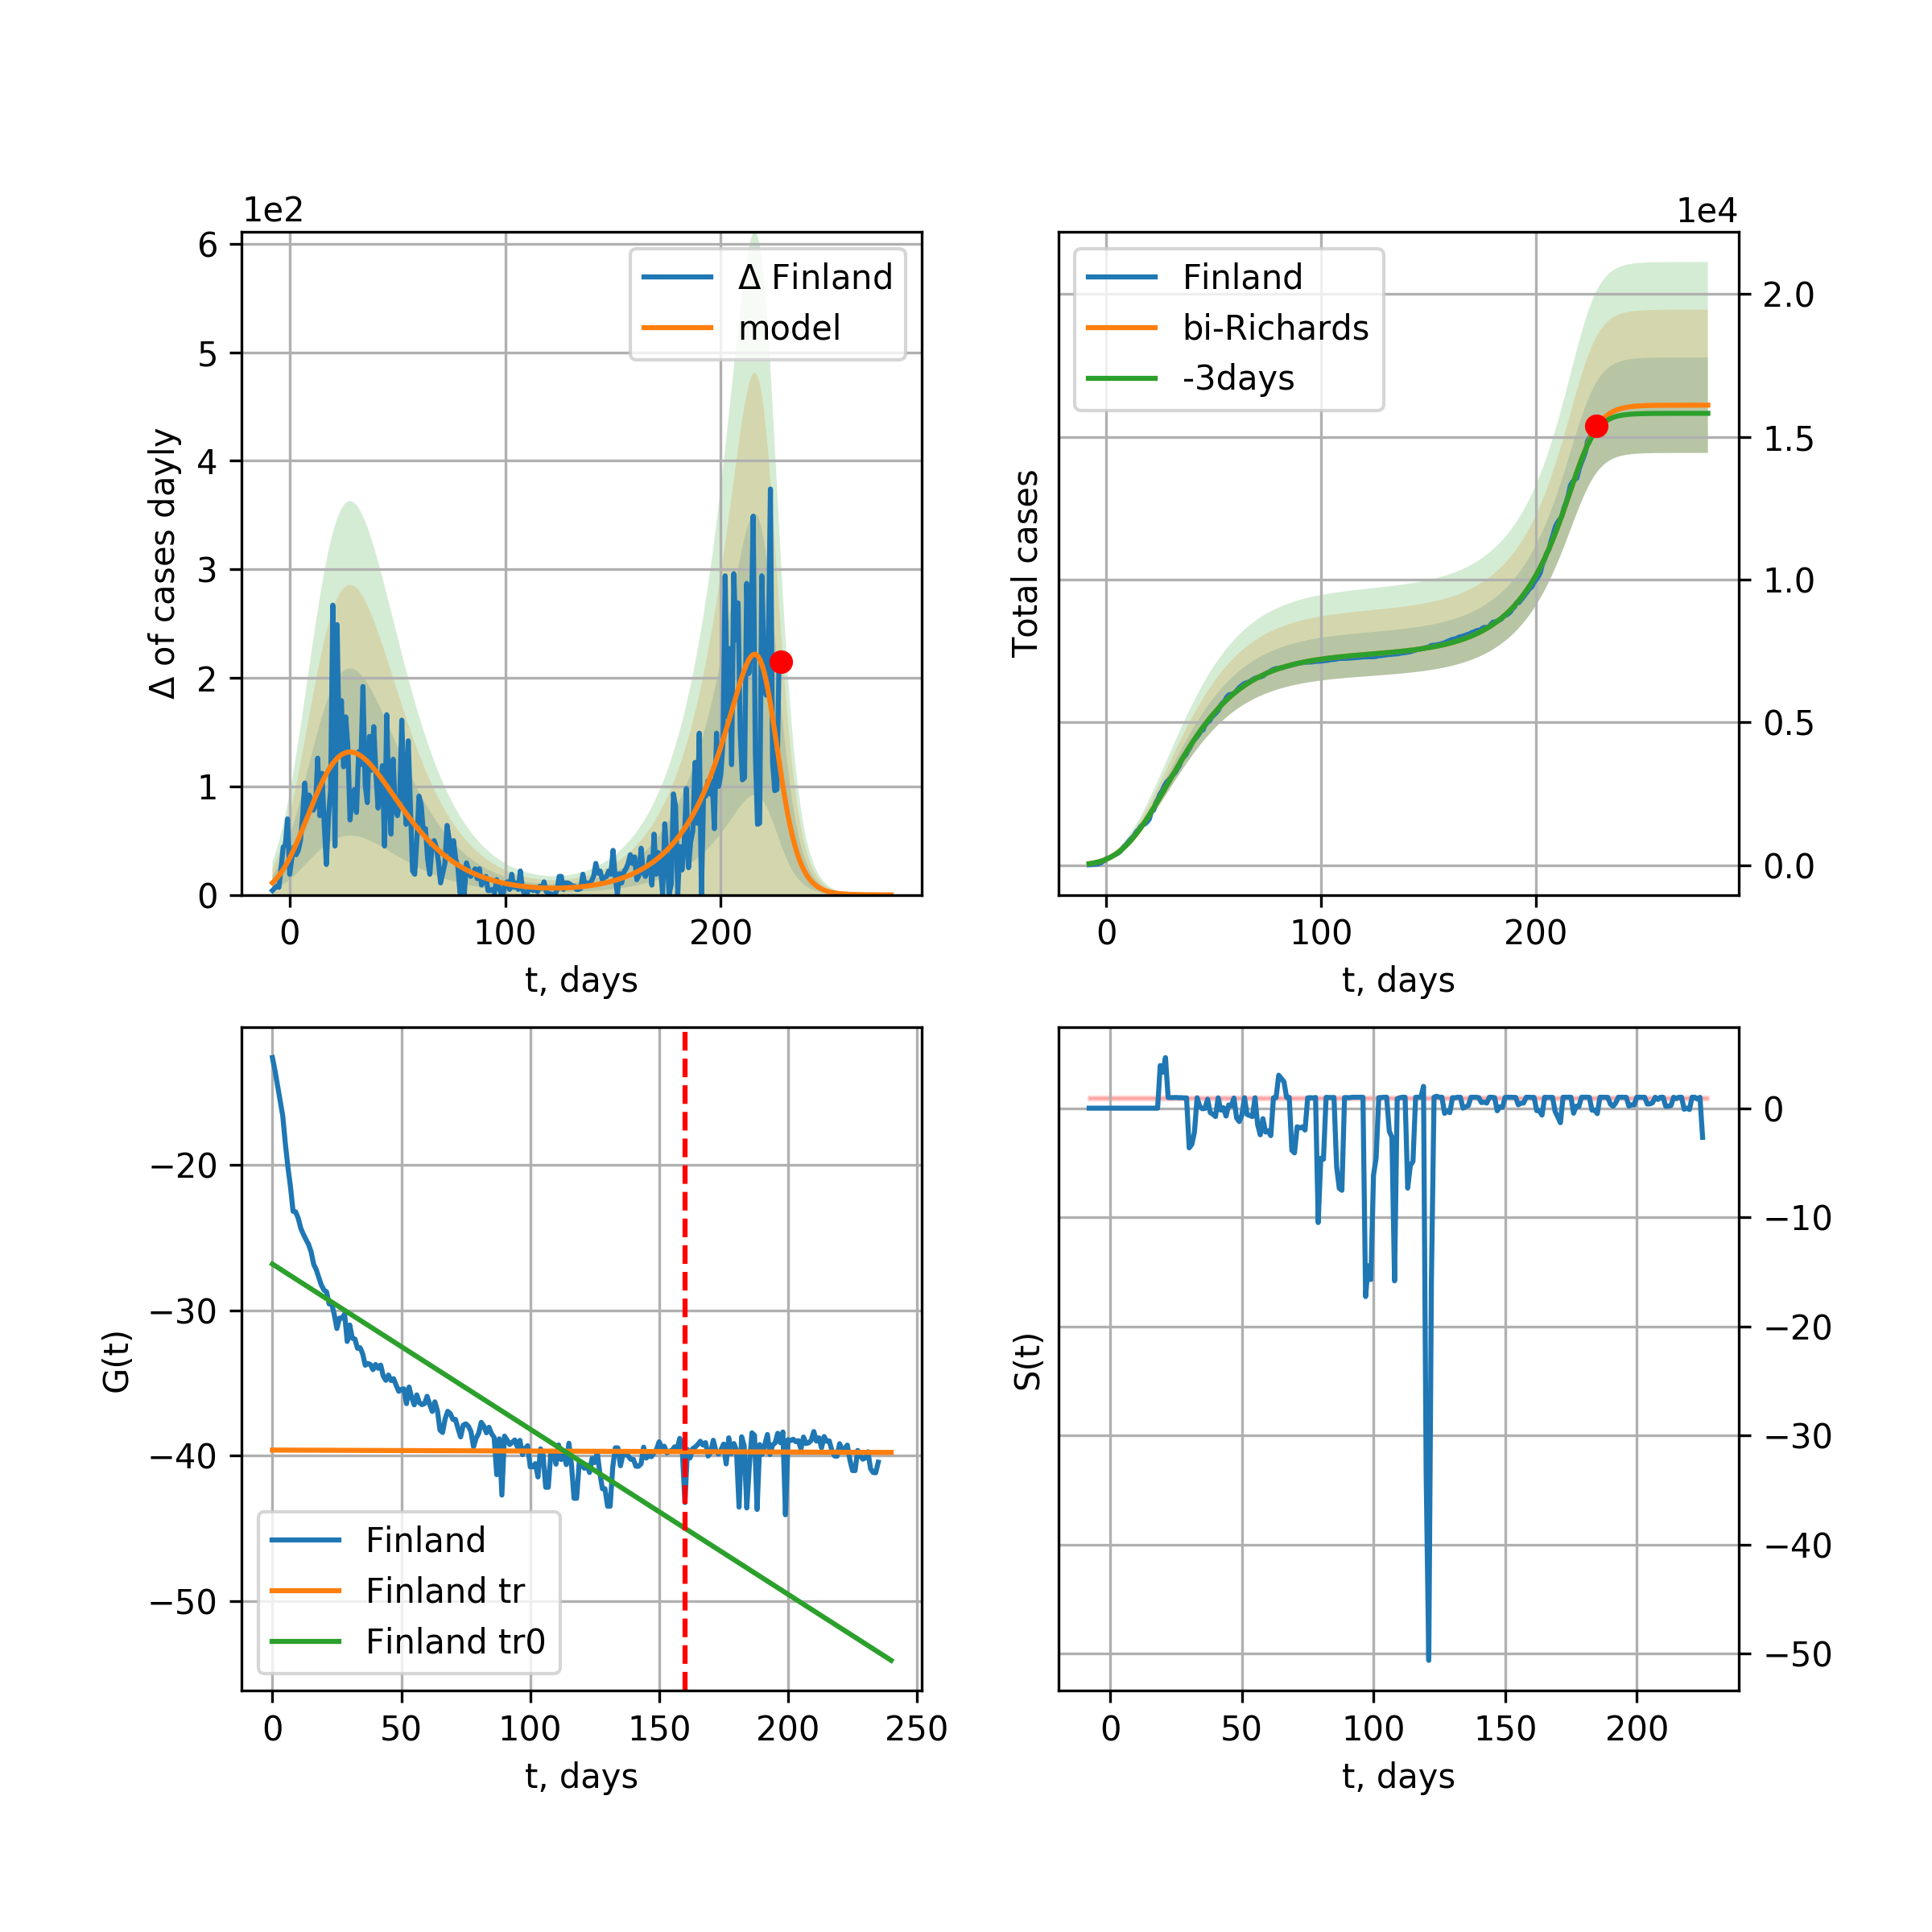 1e2
6
5
4
3
2
1
0
Δ of cases dayly
Δ Finland
model
0 100 200
t, days
1e4
2.0
1.5
1.0
0.5
0.0
Total cases
Finland
bi-Richards
-3days
0 100 200
t, days
−20
−30
−40
−50
G(t)
Finland
Finland tr
Finland tr0
0 50 100 150 200 250
t, days
0
−10
−20
−30
−40
−50
S(t)
0 50 100 150 200
t, days